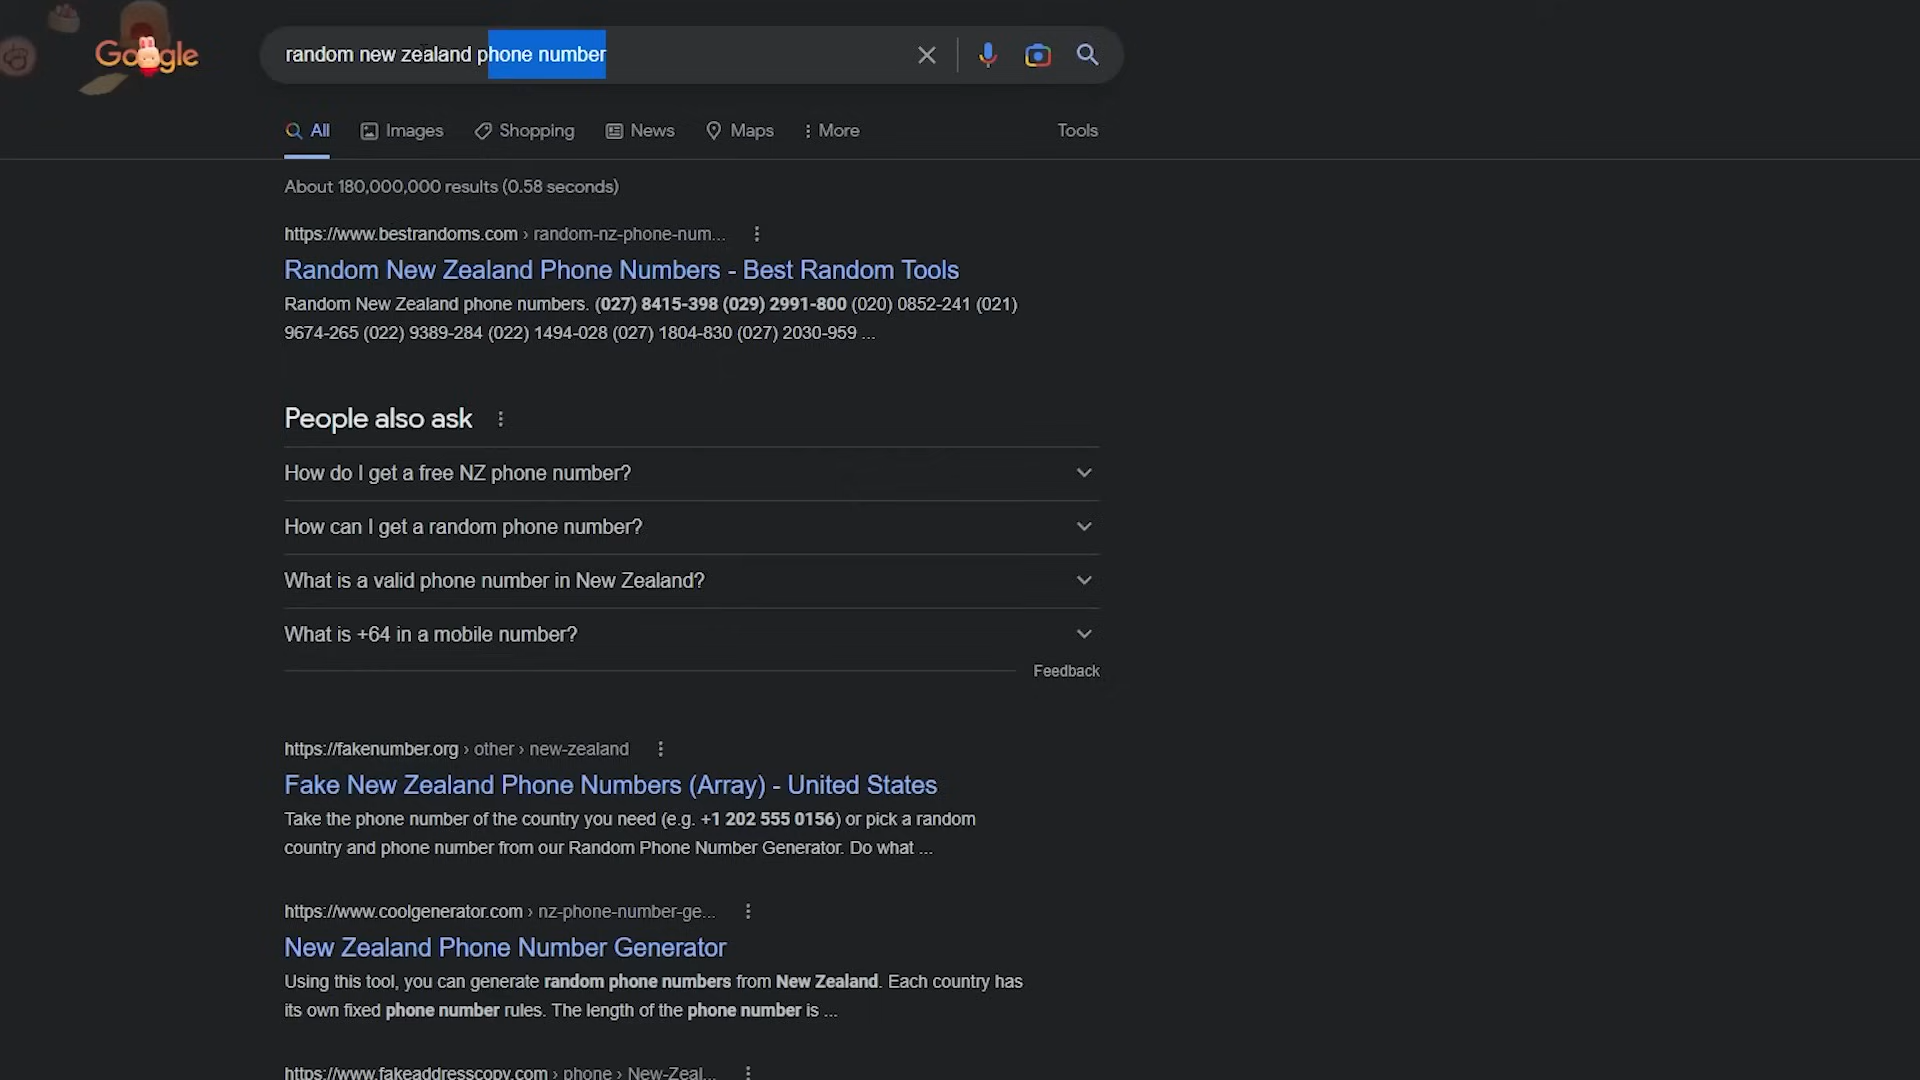 Google
random new zealand phone number
All Images Shopping News Maps More Tools
About 180,000,000 results (0.58 seconds)
https://www.bestrandoms.com › random-nz-phone-num...
Random New Zealand Phone Numbers - Best Random Tools
Random New Zealand phone numbers. (027) 8415-398 (029) 2991-800 (020) 0852-241 (021)
9674-265 (022) 9389-284 (022) 1494-028 (027) 1804-830 (027) 2030-959 ...
People also ask
How do I get a free NZ phone number?
How can I get a random phone number?
What is a valid phone number in New Zealand?
What is +64 in a mobile number?
Feedback
https://fakenumber.org › other › new-zealand
Fake New Zealand Phone Numbers (Array) - United States
Take the phone number of the country you need (e.g. +1 202 555 0156) or pick a random
country and phone number from our Random Phone Number Generator. Do what ...
https://www.coolgenerator.com › nz-phone-number-ge...
New Zealand Phone Number Generator
Using this tool, you can generate random phone numbers from New Zealand. Each country has
its own fixed phone number rules. The length of the phone number is ...
https://www.fakeaddresscopy.com › phone › New-Zeal...